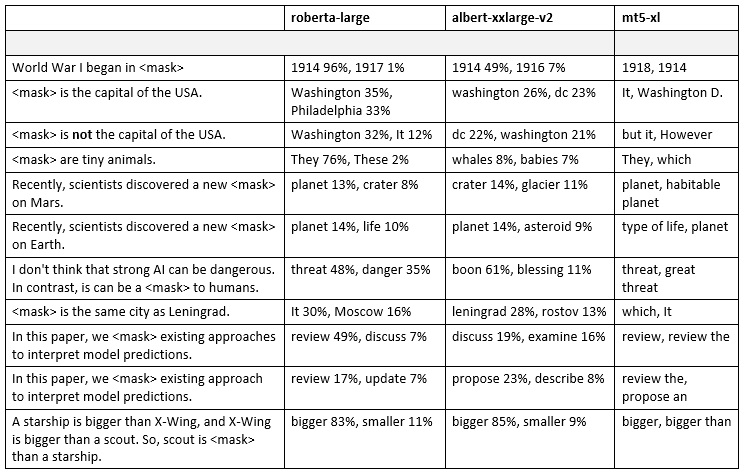 roberta-large albert-xxlarge-v2 mt5-xl
World War I began in <mask> 1914 96%, 1917 1% 1914 49%, 1916 7% 1918, 1914
<mask> is the capital of the USA. Washington 35%, washington 26%, dc 23% It, Washington D.
Philadelphia 33%
<mask> is not the capital of the USA. Washington 32%, It 12% dc 22%, washington 21% but it, However
<mask> are tiny animals. They 76%, These 2% whales 8%, babies 7% They, which
Recently, scientists discovered a new <mask> planet 13%, crater 8% crater 14%, glacier 11% planet, habitable
on Mars. planet
Recently, scientists discovered a new <mask> planet 14%, life 10% planet 14%, asteroid 9% type of life, planet
on Earth.
I don't think that strong AI can be dangerous. threat 48%, danger 35% boon 61%, blessing 11% threat, great
In contrast, is can be a <mask> to humans. threat
<mask> is the same city as Leningrad. It 30%, Moscow 16% leningrad 28%, rostov 13% which, It
In this paper, we <mask> existing approaches review 49%, discuss 7% discuss 19%, examine 16% review, review the
to interpret model predictions.
In this paper, we <mask> existing approach review 17%, update 7% propose 23%, describe 8% review the,
to interpret model predictions. propose an
A starship is bigger than X-Wing, and X-Wing bigger 83%, smaller 11% bigger 85%, smaller 9% bigger, bigger than
is bigger than a scout. So, scout is <mask>
than a starship.